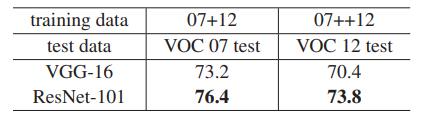 training data 07+12 07++12
test data VOC 07 test VOC 12 test
VGG-16 73.2 70.4
ResNet-101 76.4 73.8